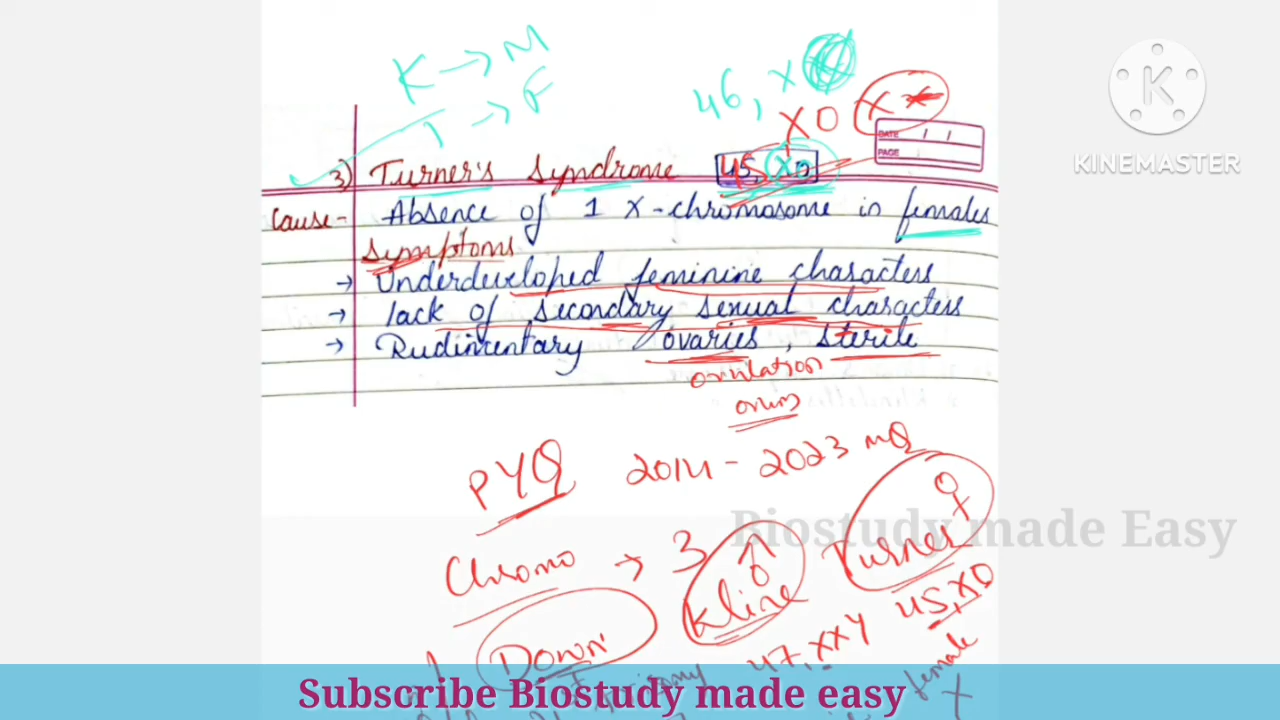 K → M
T → F
46, X
XO
X
DATE
PAGE
3) Turner's Syndrome 45, XO
Cause- Absence of 1 X-chromosome in females
Symptoms
→ Underdeveloped feminine characters
→ lack of secondary sexual characters
→ Rudimentary ovaries, sterile
ovulation
ovum
PYQ 2014 - 2023
Chromo → 3
Down
Kline
Turner
47, XXY
45, XO
female
KINEMASTER
Biostudy made Easy
Subscribe Biostudy made easy